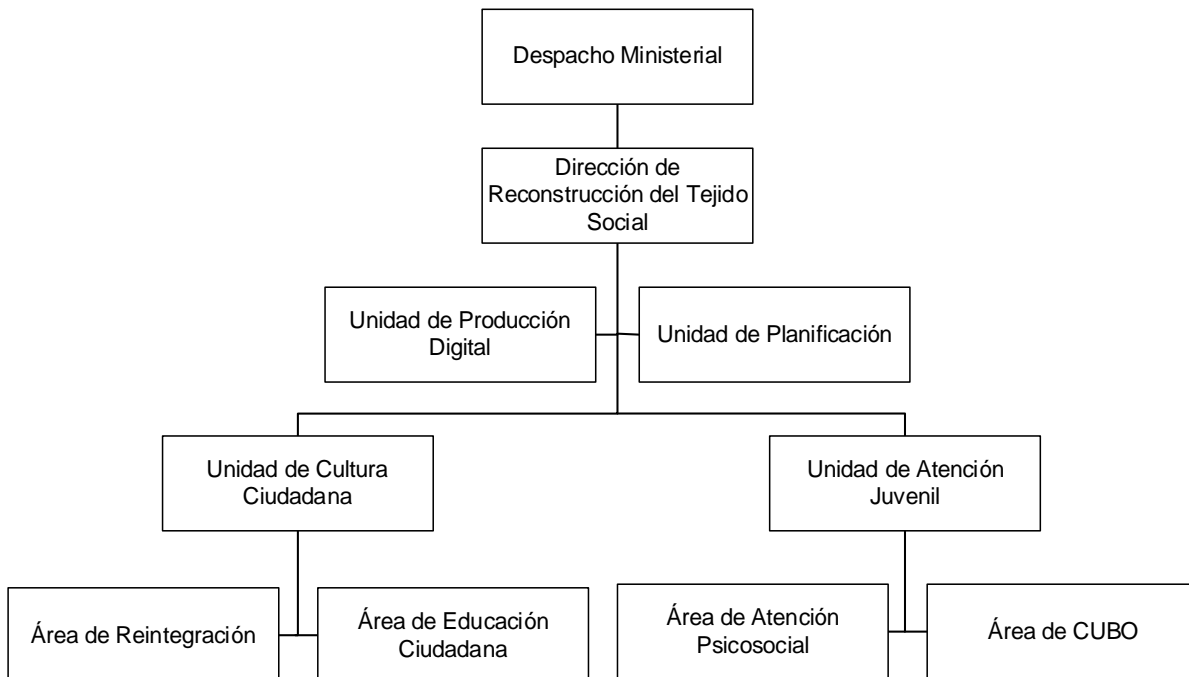 Despacho Ministerial
Dirección de
Reconstrucción del Tejido
Social
Unidad de Producción
Digital
Unidad de Planificación
Unidad de Cultura
Ciudadana
Unidad de Atención
Juvenil
Área de Reintegración
Área de Educación
Ciudadana
Área de Atención
Psicosocial
Área de CUBO